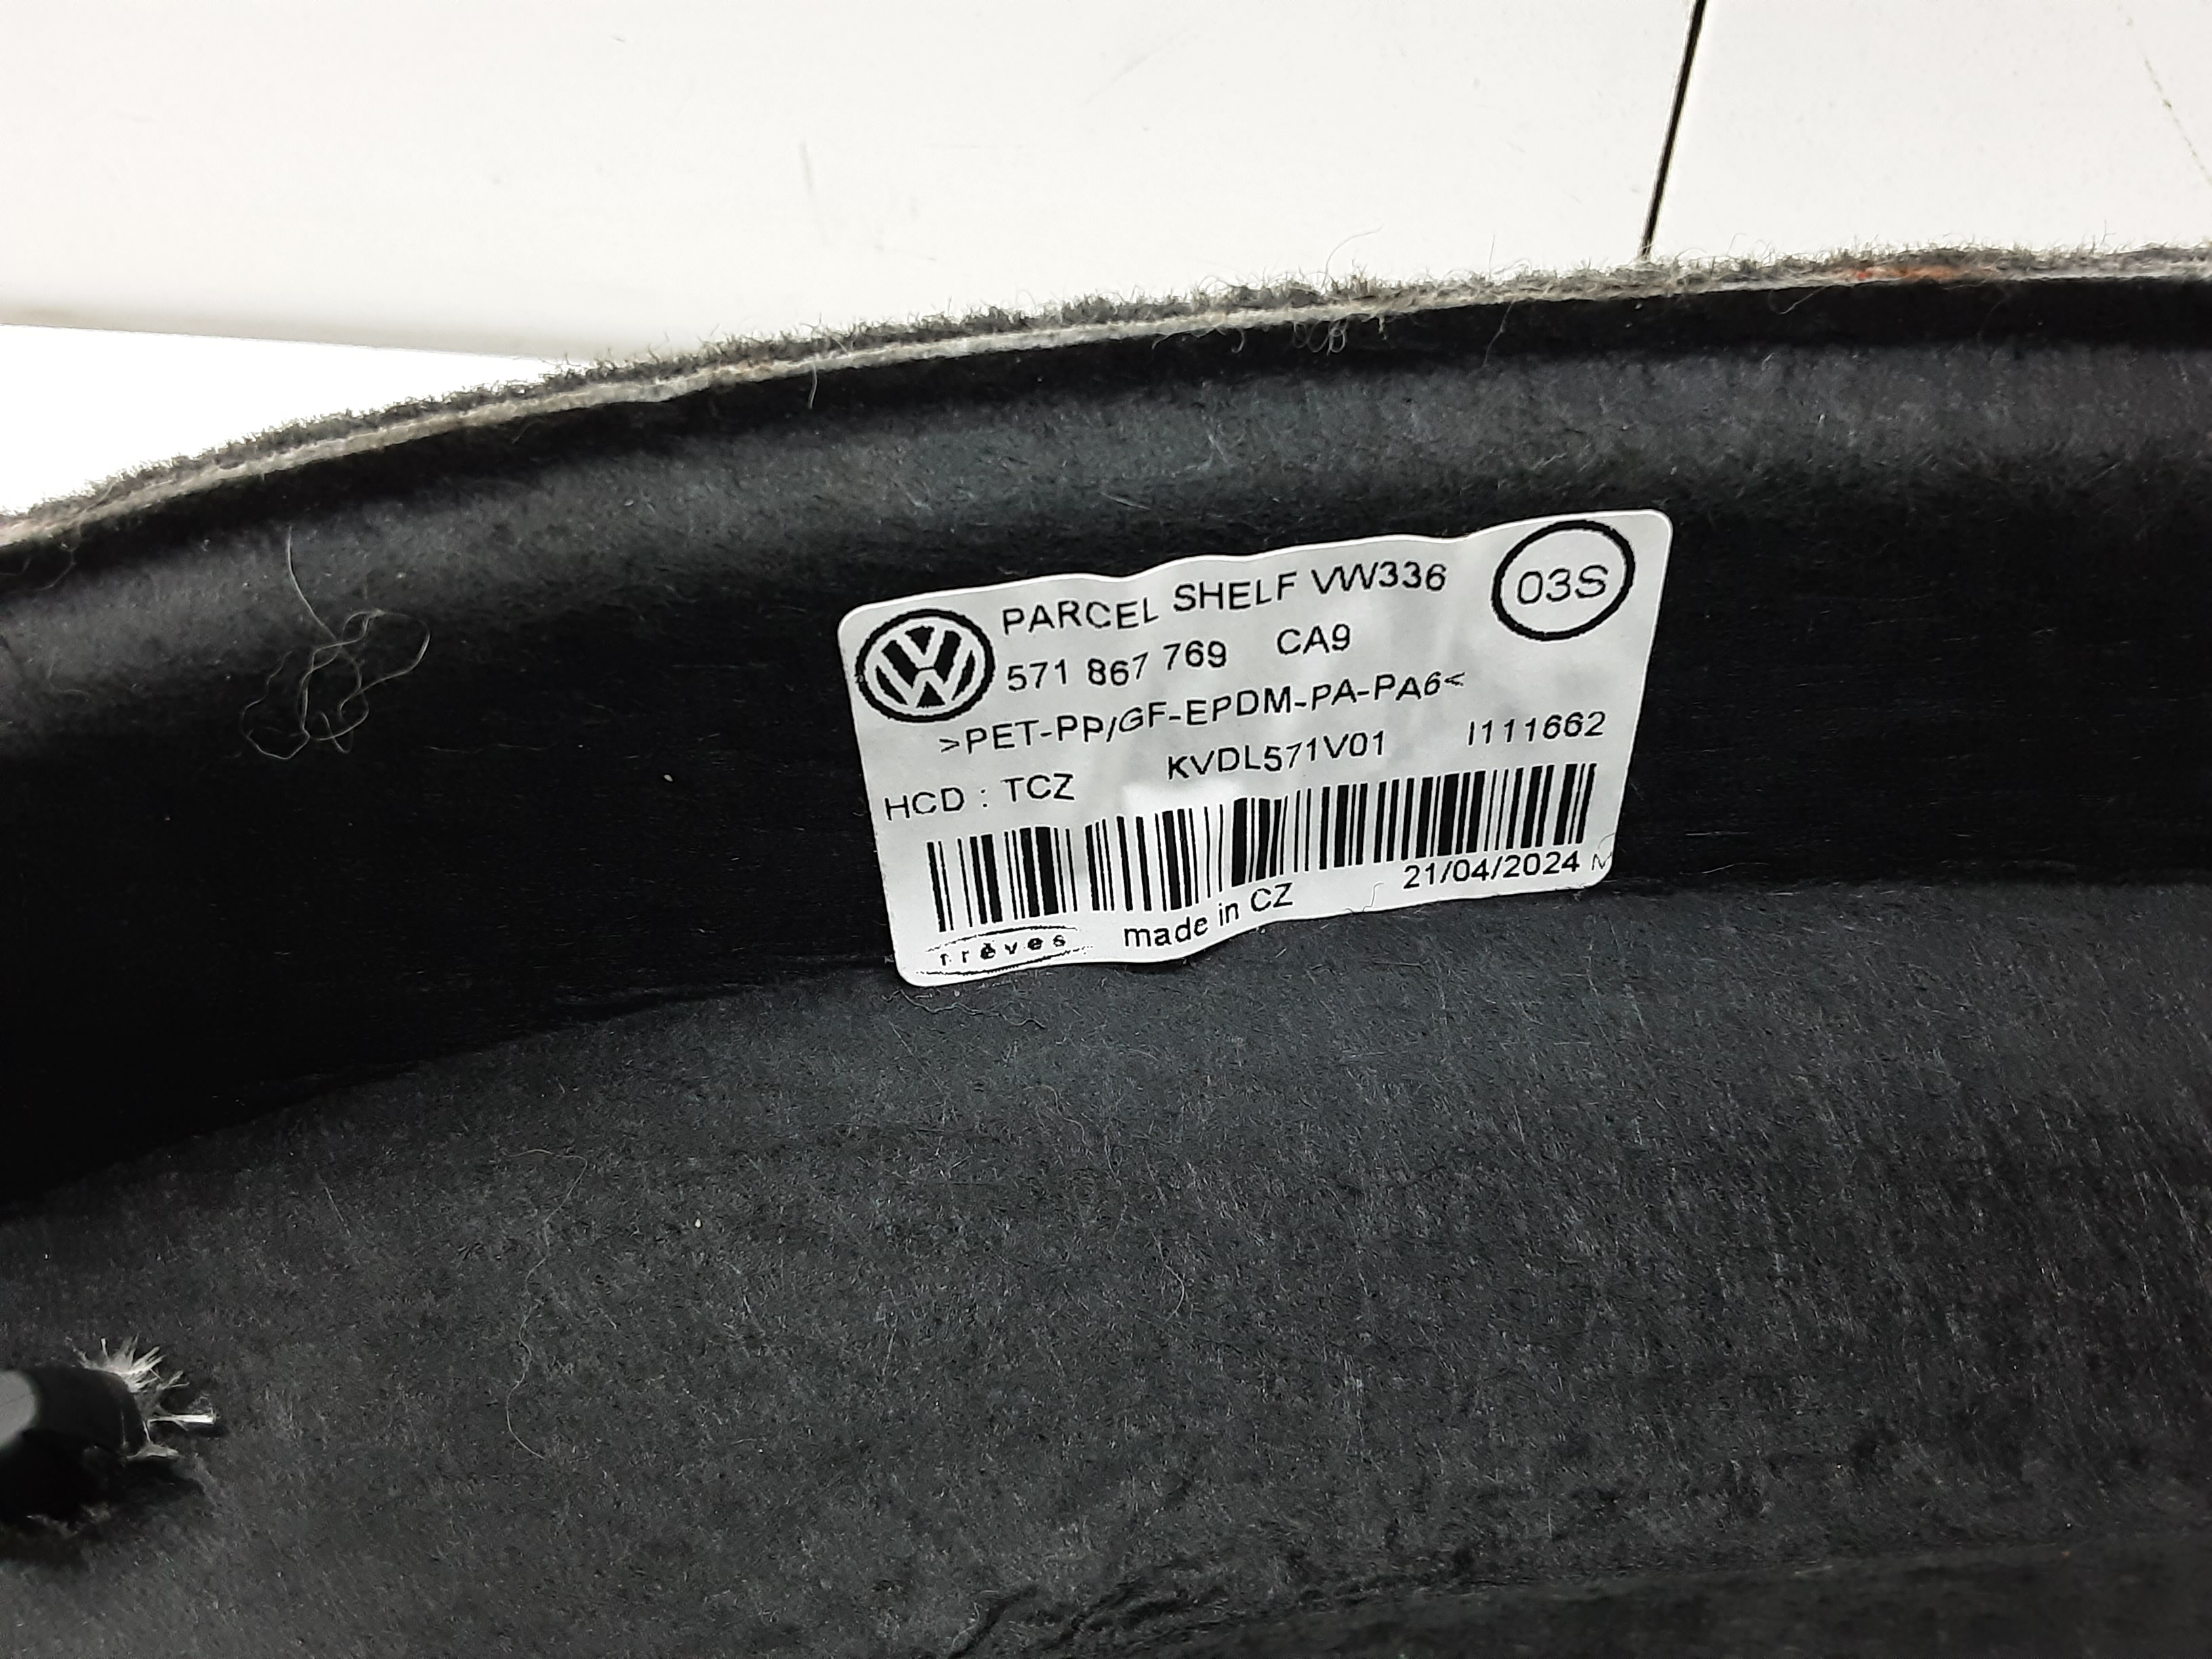 PARCEL SHELF VW336
03S
571 867 769 CA9
>PET-PP/GF-EPDM-PA-PA6<
HCD : TCZ KVDL571V01 I111662
21/04/2024 M
trèves made in CZ